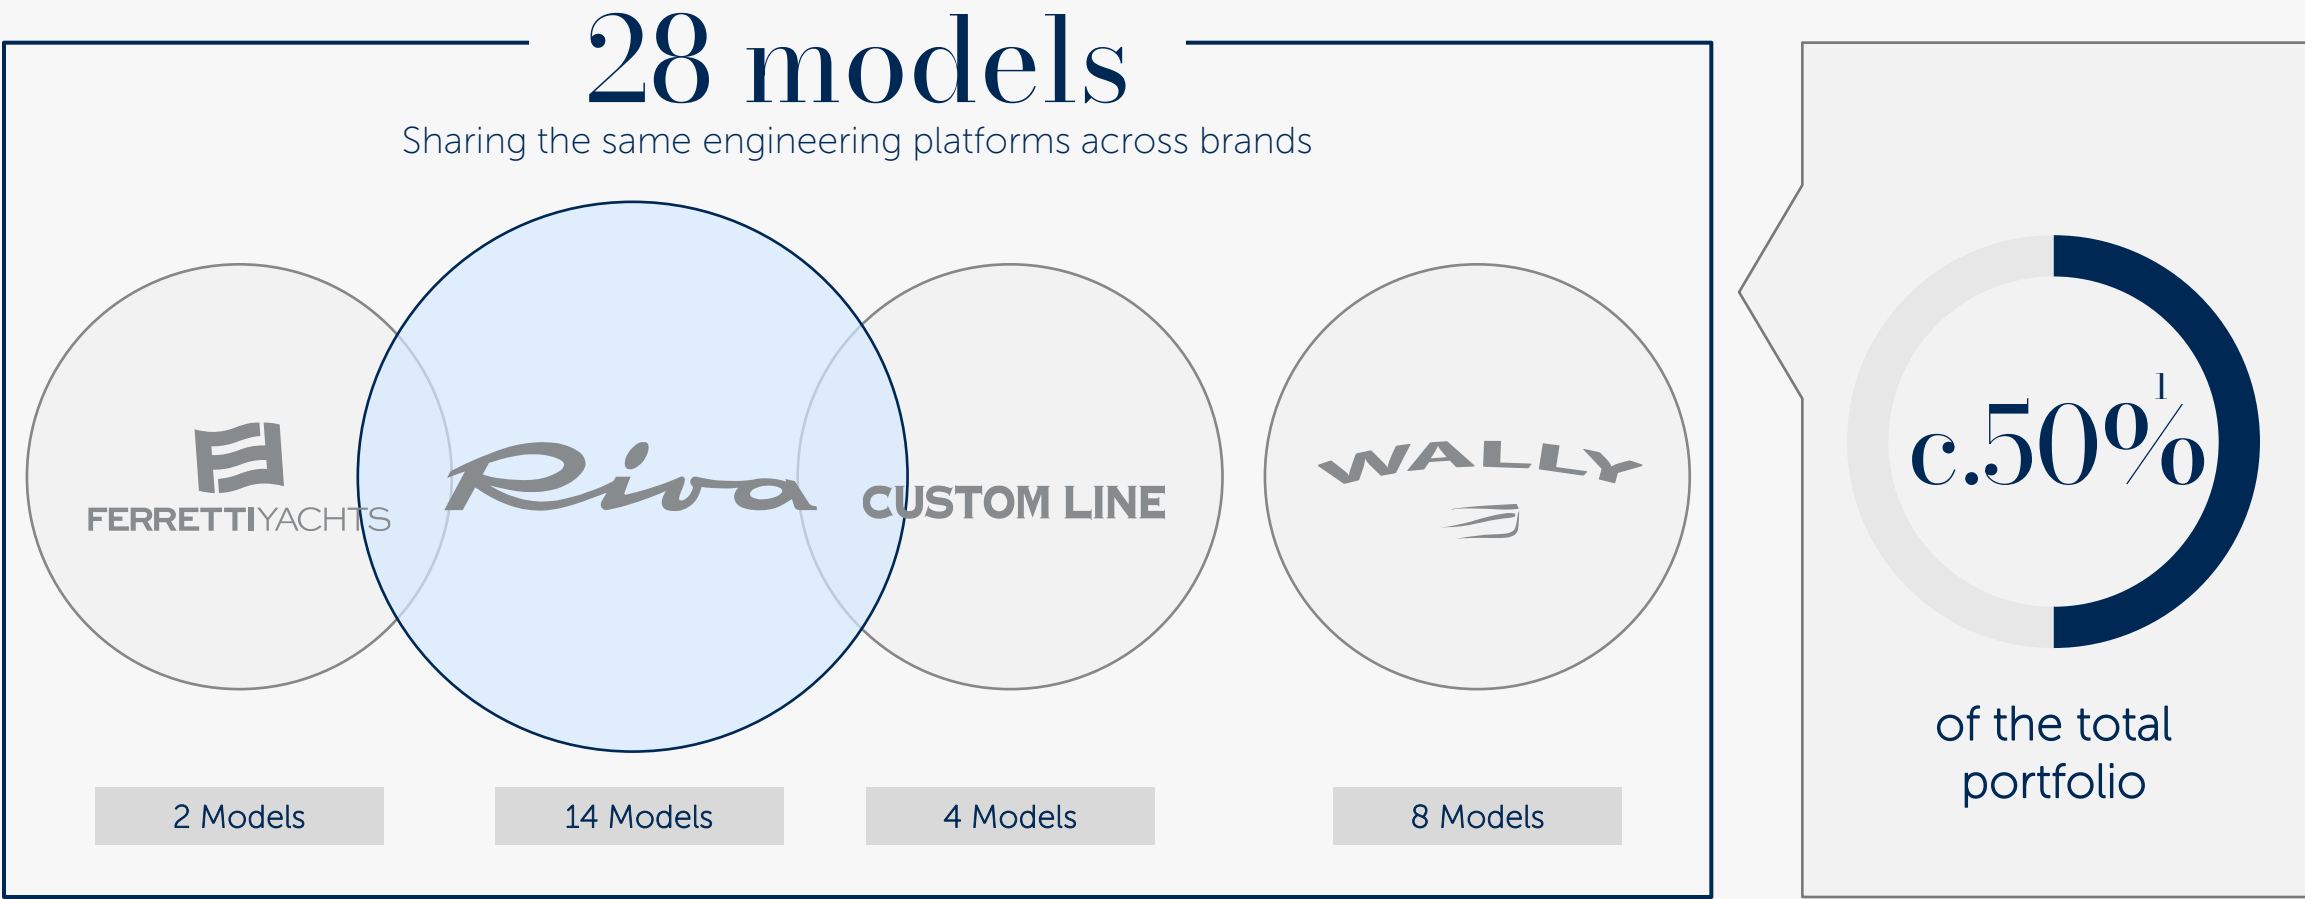 28 models
Sharing the same engineering platforms across brands
FERRETTIYACHTS
Riva
CUSTOM LINE
WALLY
2 Models
14 Models
4 Models
8 Models
c.50%1
of the total
portfolio